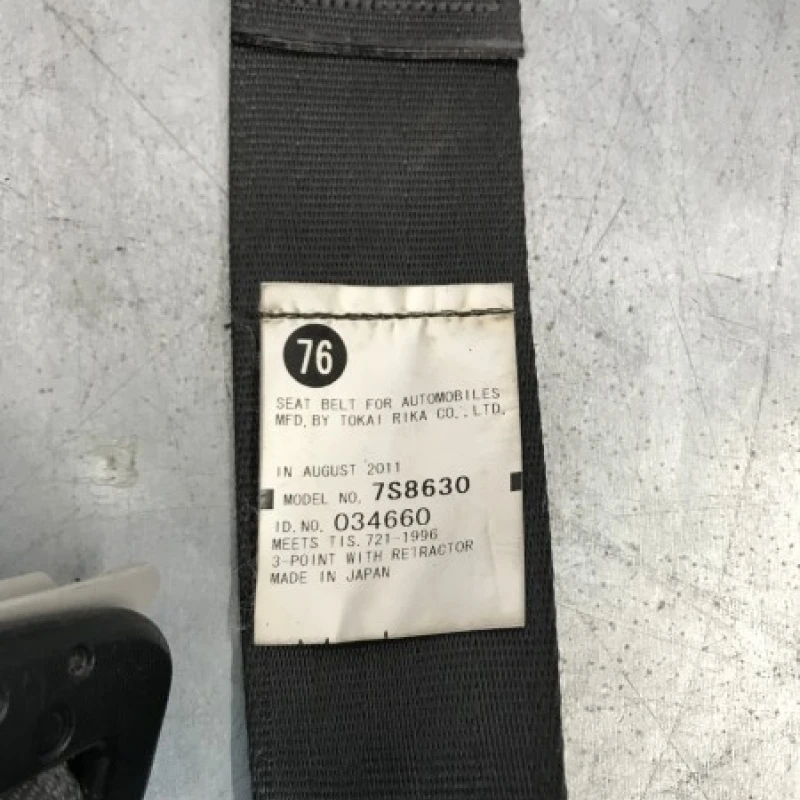 76
SEAT BELT FOR AUTOMOBILES
MFD. BY TOKAI RIKA CO., LTD.
IN AUGUST 2011
MODEL NO. 7S8630
ID. NO. 034660
MEETS TIS. 721-1996
3-POINT WITH RETRACTOR
MADE IN JAPAN